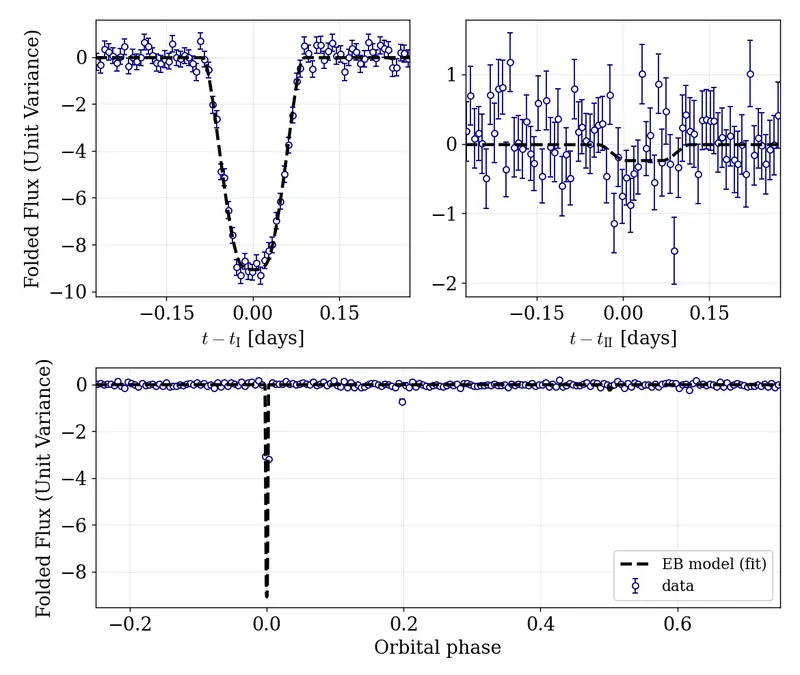 Folded Flux (Unit Variance)
0
−2
−4
−6
−8
−10
−0.15 0.00 0.15
t − t_I [days]
1
0
−1
−2
−0.15 0.00 0.15
t − t_II [days]
Folded Flux (Unit Variance)
0
−2
−4
−6
−8
−0.2 0.0 0.2 0.4 0.6
Orbital phase
EB model (fit)
data